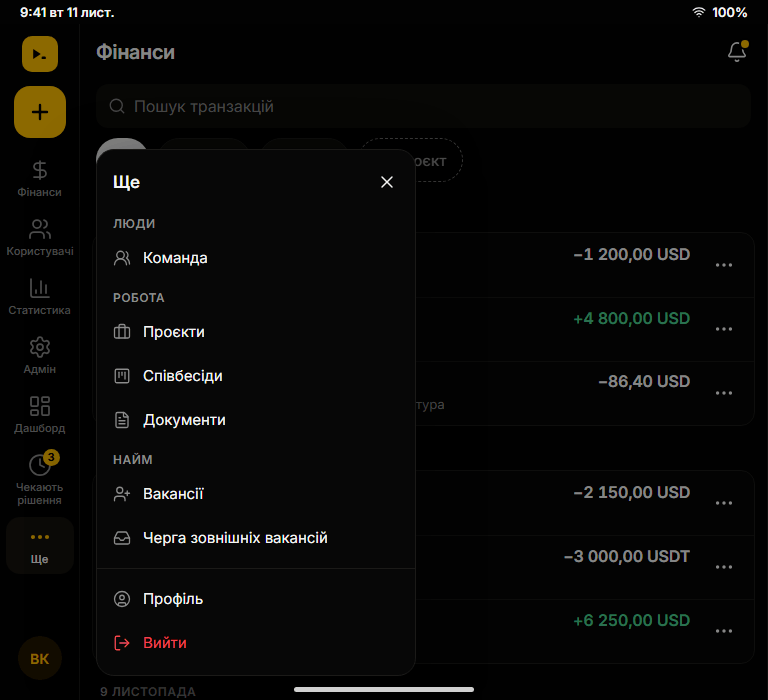 9:41 вт 11 лист.
100%
Фінанси
Пошук транзакцій
Фінанси
Користувачі
Статистика
Адмін
Дашборд
3
Чекають
рішення
Ще
ВК
Ще
ЛЮДИ
Команда
РОБОТА
Проєкти
Співбесіди
Документи
НАЙМ
Вакансії
Черга зовнішніх вакансій
Профіль
Вийти
−1 200,00 USD
+4 800,00 USD
−86,40 USD
−2 150,00 USD
−3 000,00 USDT
+6 250,00 USD
9 ЛИСТОПАДА